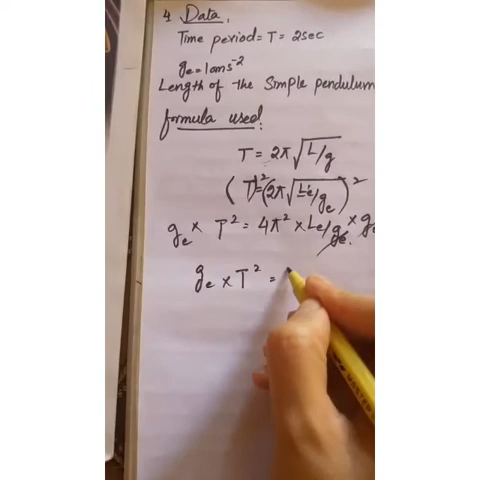 4 Data.
Time period = T = 2sec
ge = 10ms⁻²
Length of the Simple pendulum
formula used:
T = 2π√L/g
(T)² = (2π√Le/ge)²
ge × T² = 4π² × Le/ge × ge
ge × T² =